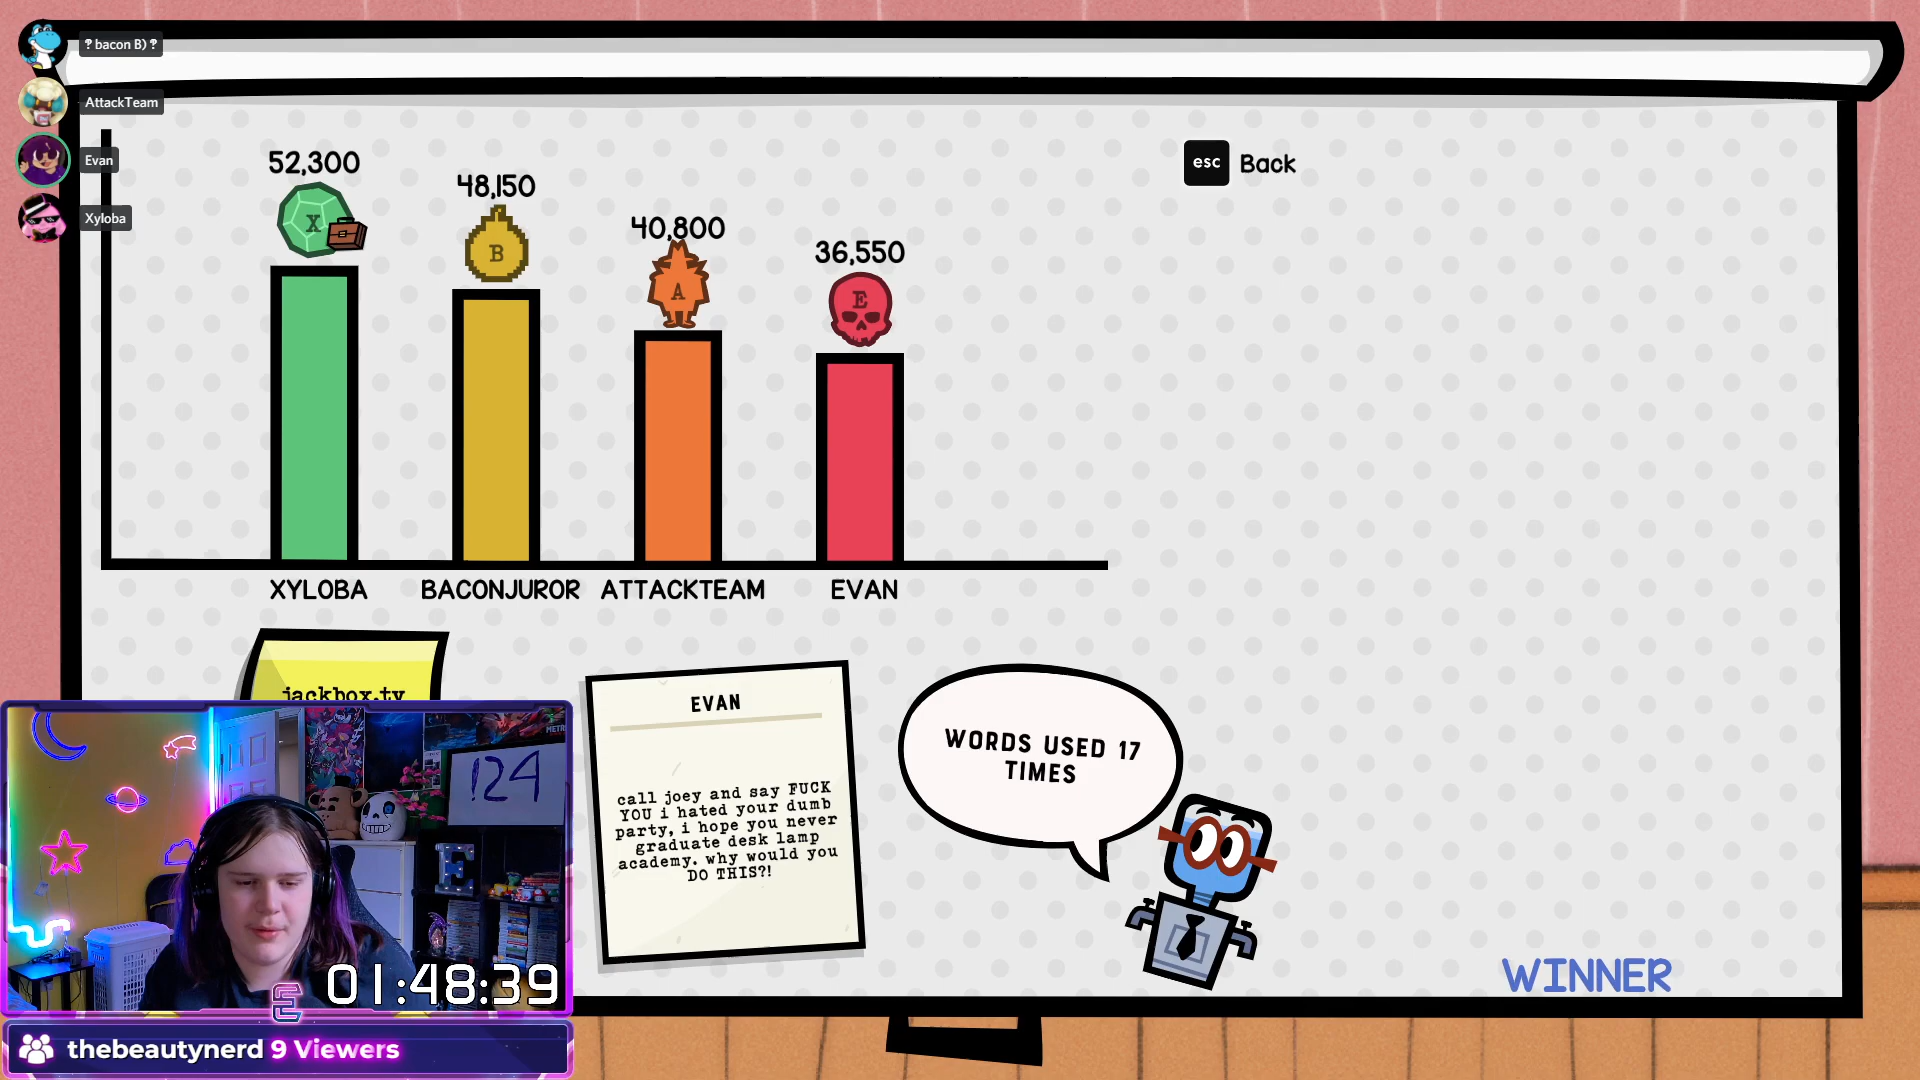 ? bacon B) ?
AttackTeam
Evan
Xyloba
esc Back
52,300
48,150
40,800
36,550
X
B
A
E
XYLOBA
BACONJUROR
ATTACKTEAM
EVAN
jackbox.tv
EVAN
call joey and say FUCK
YOU i hated your dumb
party, i hope you never
graduate desk lamp
academy. why would you
DO THIS?!
WORDS USED 17
TIMES
WINNER
124
E
01:48:39
E
thebeautynerd 9 Viewers